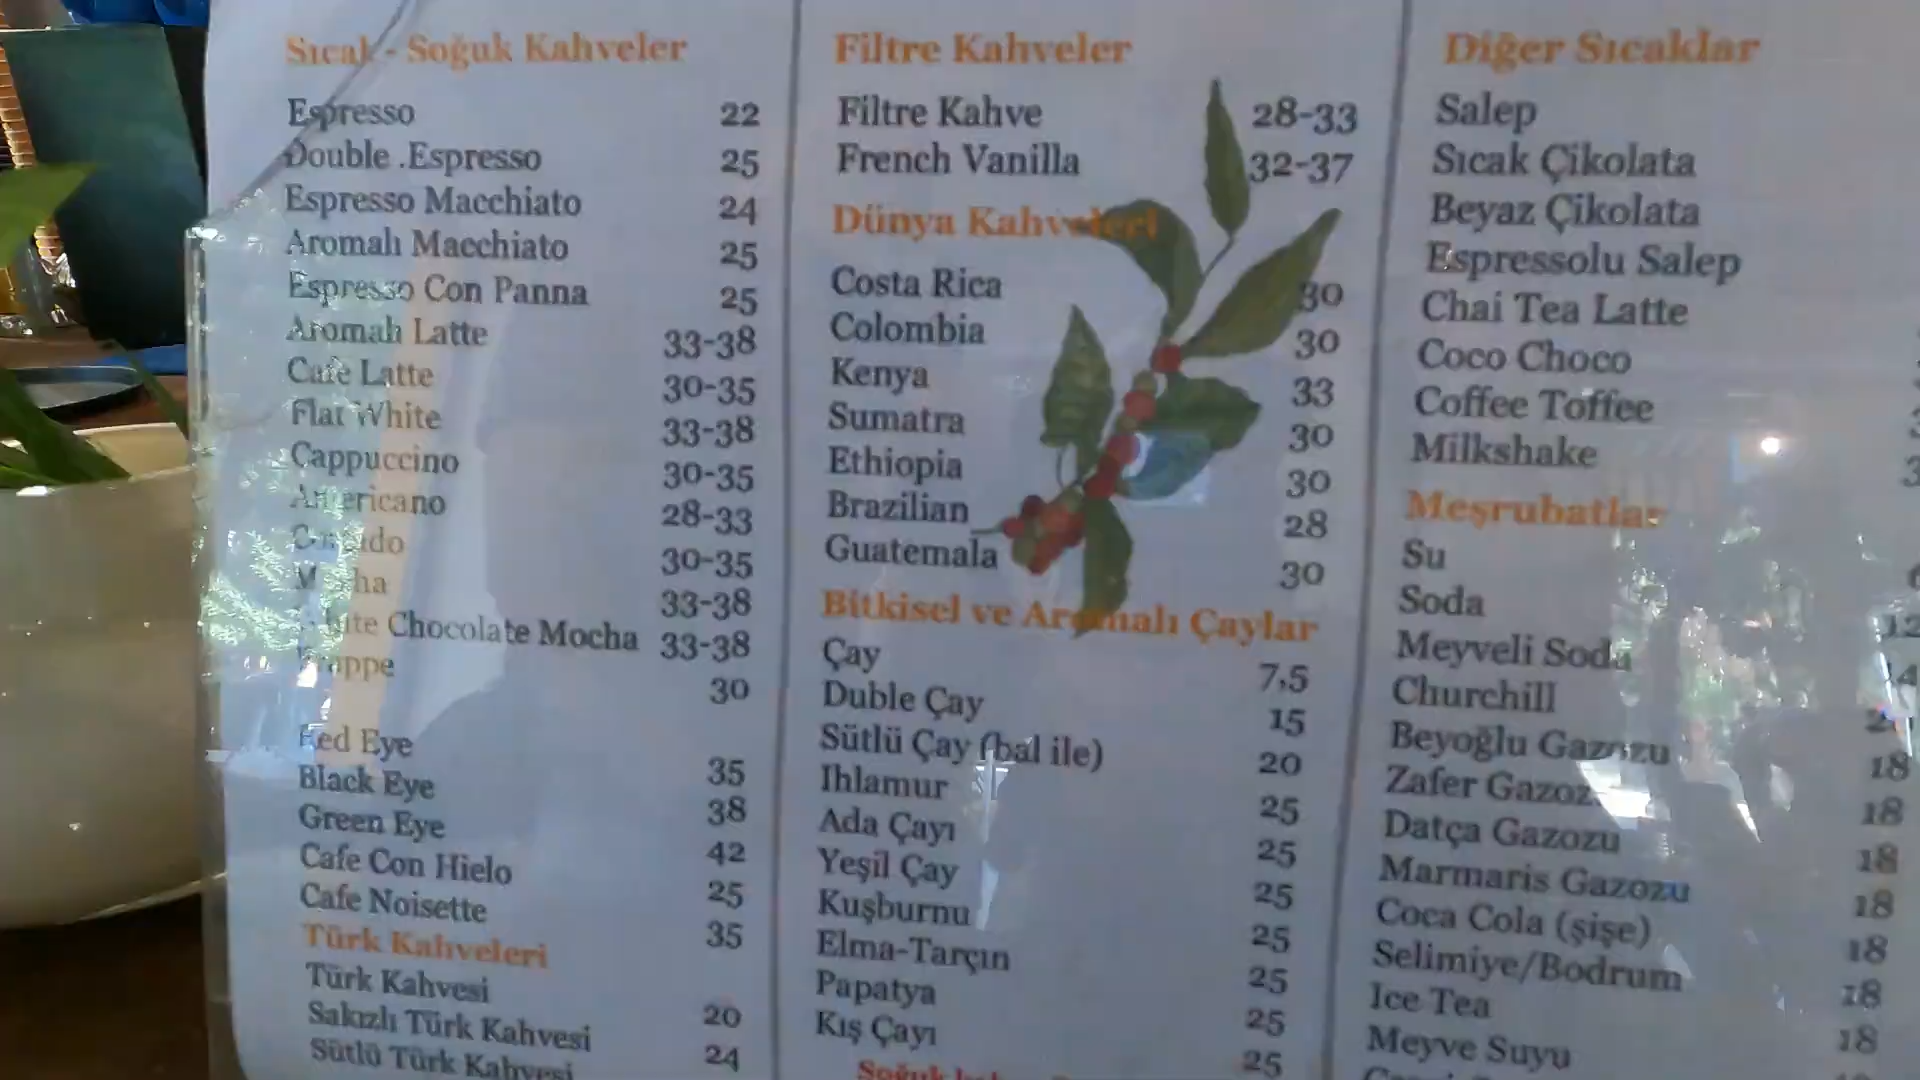 Sıcak - Soğuk Kahveler
Espresso 22
Double .Espresso 25
Espresso Macchiato 24
Aromalı Macchiato 25
Espresso Con Panna 25
Aromalı Latte 33-38
Cafe Latte 30-35
Flat White 33-38
Cappuccino 30-35
Americano 28-33
30-35
Mocha 33-38
White Chocolate Mocha 33-38
Frappe 30
Red Eye 35
Black Eye 38
Green Eye 42
Cafe Con Hielo 25
Cafe Noisette 35
Türk Kahveleri
Türk Kahvesi 20
Sakızlı Türk Kahvesi 24
Sütlü Türk Kahvesi
Filtre Kahveler
Filtre Kahve 28-33
French Vanilla 32-37
Dünya Kahveleri
Costa Rica 30
Colombia 30
Kenya 33
Sumatra 30
Ethiopia 30
Brazilian 28
Guatemala 30
Bitkisel ve Aromalı Çaylar
Çay 7,5
Duble Çay 15
Sütlü Çay (bal ile) 20
Ihlamur 25
Ada Çayı 25
Yeşil Çay 25
Kuşburnu 25
Elma-Tarçın 25
Papatya 25
Kış Çayı 25
Diğer Sıcaklar
Salep
Sıcak Çikolata
Beyaz Çikolata
Espressolu Salep
Chai Tea Latte
Coco Choco
Coffee Toffee
Milkshake
Meşrubatlar
Su
Soda 12
Meyveli Soda 14
Churchill
Beyoğlu Gazozu 18
Zafer Gazozu 18
Datça Gazozu 18
Marmaris Gazozu 18
Coca Cola (şişe) 18
Selimiye/Bodrum 18
Ice Tea 18
Meyve Suyu